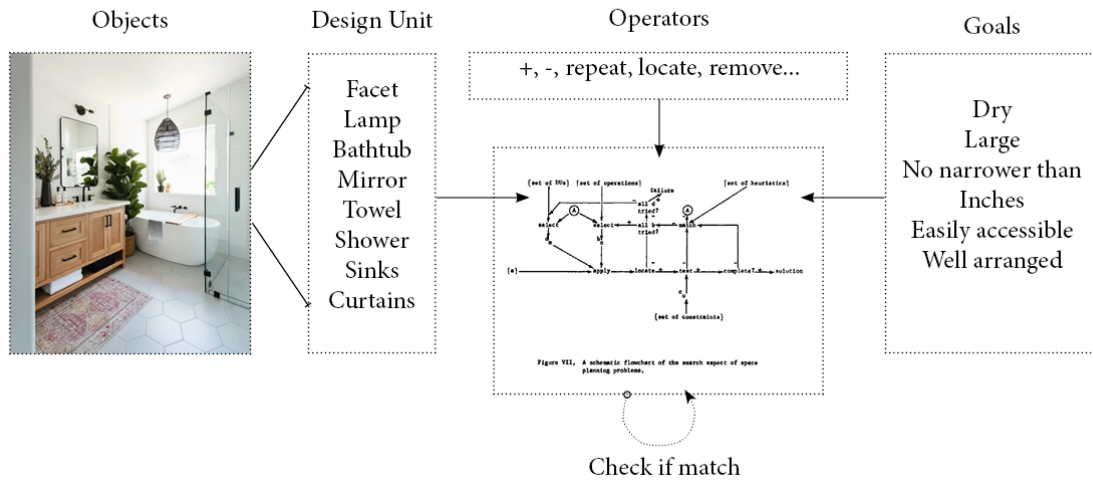 Objects
Design Unit
Operators
Goals
Facet
Lamp
Bathtub
Mirror
Towel
Shower
Sinks
Curtains
+, -, repeat, locate, remove...
Dry
Large
No narrower than
Inches
Easily accessible
Well arranged
[set of DUs] [set of operations] [set of heuristics]
failure
all d
tried?
A
A
select
select
all b
tried?
match
[s]
apply
locate
test
complete?
solution
[set of constraints]
Figure VII. A schematic flowchart of the search aspect of space
planning problems.
Check if match